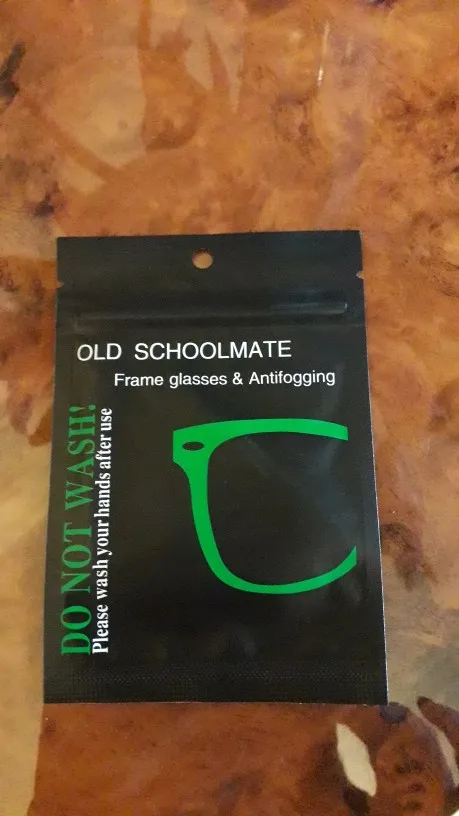 OLD SCHOOLMATE
Frame glasses & Antifogging
DO NOT WASH!
Please wash your hands after use